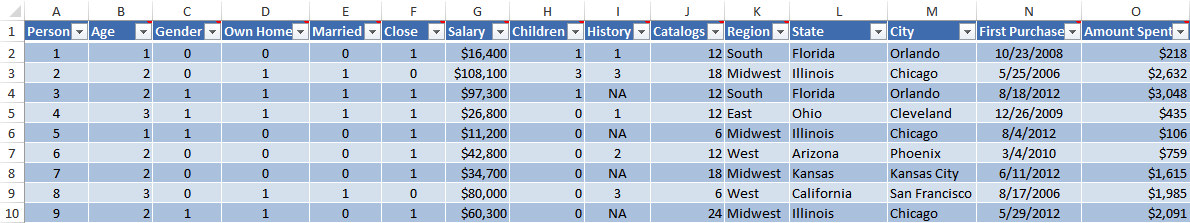 A B C D E F G H I J K L M N O
1 Person Age Gender Own Home Married Close Salary Children History Catalogs Region State City First Purchase Amount Spent
2 1 1 0 0 0 1 $16,400 1 1 12 South Florida Orlando 10/23/2008 $218
3 2 2 0 1 1 0 $108,100 3 3 18 Midwest Illinois Chicago 5/25/2006 $2,632
4 3 2 1 1 1 1 $97,300 1 NA 12 South Florida Orlando 8/18/2012 $3,048
5 4 3 1 1 1 1 $26,800 0 1 12 East Ohio Cleveland 12/26/2009 $435
6 5 1 1 0 0 1 $11,200 0 NA 6 Midwest Illinois Chicago 8/4/2012 $106
7 6 2 0 0 0 1 $42,800 0 2 12 West Arizona Phoenix 3/4/2010 $759
8 7 2 0 0 0 1 $34,700 0 NA 18 Midwest Kansas Kansas City 6/11/2012 $1,615
9 8 3 0 1 1 0 $80,000 0 3 6 West California San Francisco 8/17/2006 $1,985
10 9 2 1 1 0 1 $60,300 0 NA 24 Midwest Illinois Chicago 5/29/2012 $2,091